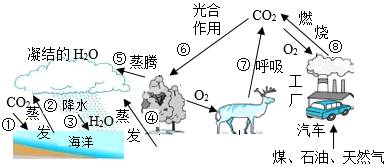 光合
作用
CO₂
燃
烧
⑧
O₂
凝结的H₂O
⑤蒸腾
⑥
⑦呼吸
工
厂
CO₂
①
蒸
发
②
降水
③
H₂O
蒸
发
④
O₂
海洋
汽车
煤、石油、天然气